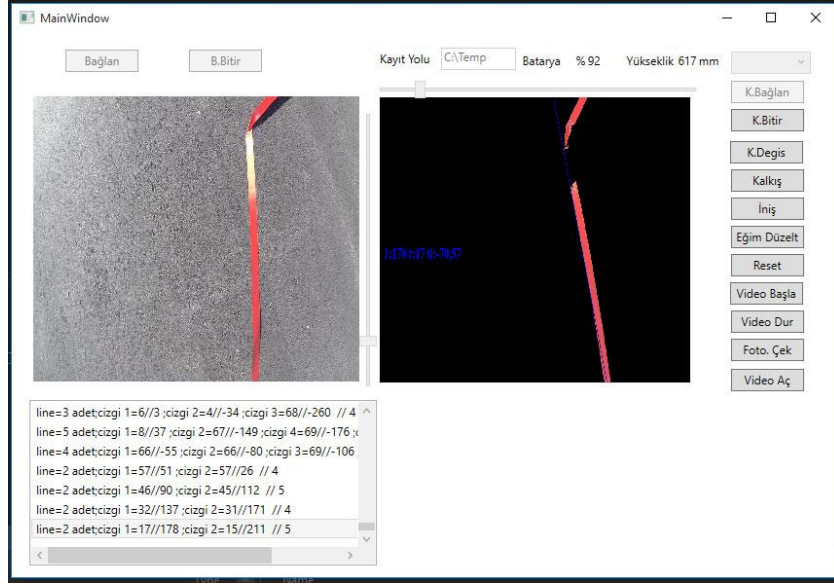 MainWindow
Bağlan
B.Bitir
Kayıt Yolu
C:\Temp
Batarya
% 92
Yükseklik 617 mm
K.Bağlan
K.Bitir
K.Degis
Kalkış
İniş
Eğim Düzelt
Reset
Video Başla
Video Dur
Foto. Çek
Video Aç
line=3 adet;cizgi 1=6//3 ;cizgi 2=4//-34 ;cizgi 3=68//-260 // 4
line=5 adet;cizgi 1=8//37 ;cizgi 2=67//-149 ;cizgi 4=69//-176 ;c
line=4 adet;cizgi 1=66//-55 ;cizgi 2=66//-80 ;cizgi 3=69//-106 ;
line=2 adet;cizgi 1=57//51 ;cizgi 2=57//26 // 4
line=2 adet;cizgi 1=46//90 ;cizgi 2=45//112 // 5
line=2 adet;cizgi 1=32//137 ;cizgi 2=31//171 // 4
line=2 adet;cizgi 1=17//178 ;cizgi 2=15//211 // 5
Name